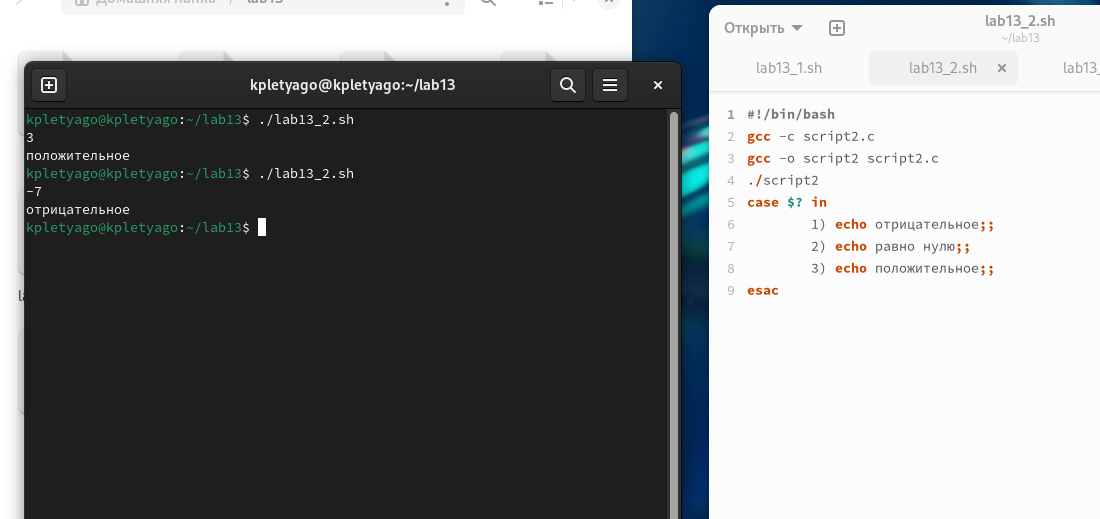 Домашняя папка / lab13
kpletyago@kpletyago:~/lab13
kpletyago@kpletyago:~/lab13$ ./lab13_2.sh
3
положительное
kpletyago@kpletyago:~/lab13$ ./lab13_2.sh
-7
отрицательное
kpletyago@kpletyago:~/lab13$
Открыть
lab13_2.sh
~/lab13
lab13_1.sh lab13_2.sh lab13_
1 #!/bin/bash
2 gcc -c script2.c
3 gcc -o script2 script2.c
4 ./script2
5 case $? in
6 1) echo отрицательное;;
7 2) echo равно нулю;;
8 3) echo положительное;;
9 esac